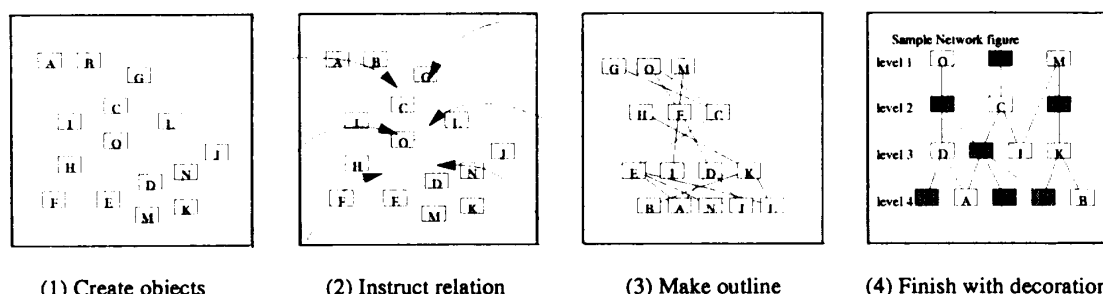 A B
G
C
I L
O
J
H
N
D
F E
K
M
A B
G
C
I L
O
J
H
N
D
F E
K
M
G O M
H F C
E I D K
B A N J L
Sample Network figure
level 1 O M
level 2 C
level 3 D I K
level 4 A B
(1) Create objects (2) Instruct relation (3) Make outline (4) Finish with decoration